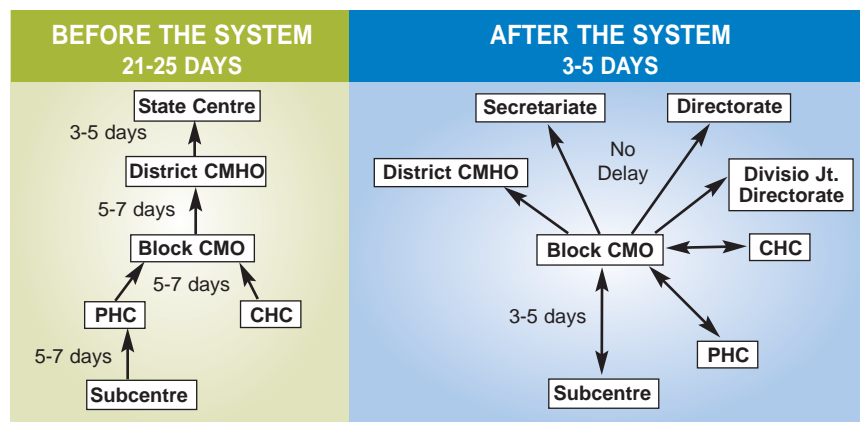 BEFORE THE SYSTEM
21-25 DAYS
State Centre
3-5 days
District CMHO
5-7 days
Block CMO
5-7 days
PHC
CHC
5-7 days
Subcentre
AFTER THE SYSTEM
3-5 DAYS
Secretariate
Directorate
No
Delay
District CMHO
Divisio Jt.
Directorate
Block CMO
CHC
3-5 days
PHC
Subcentre